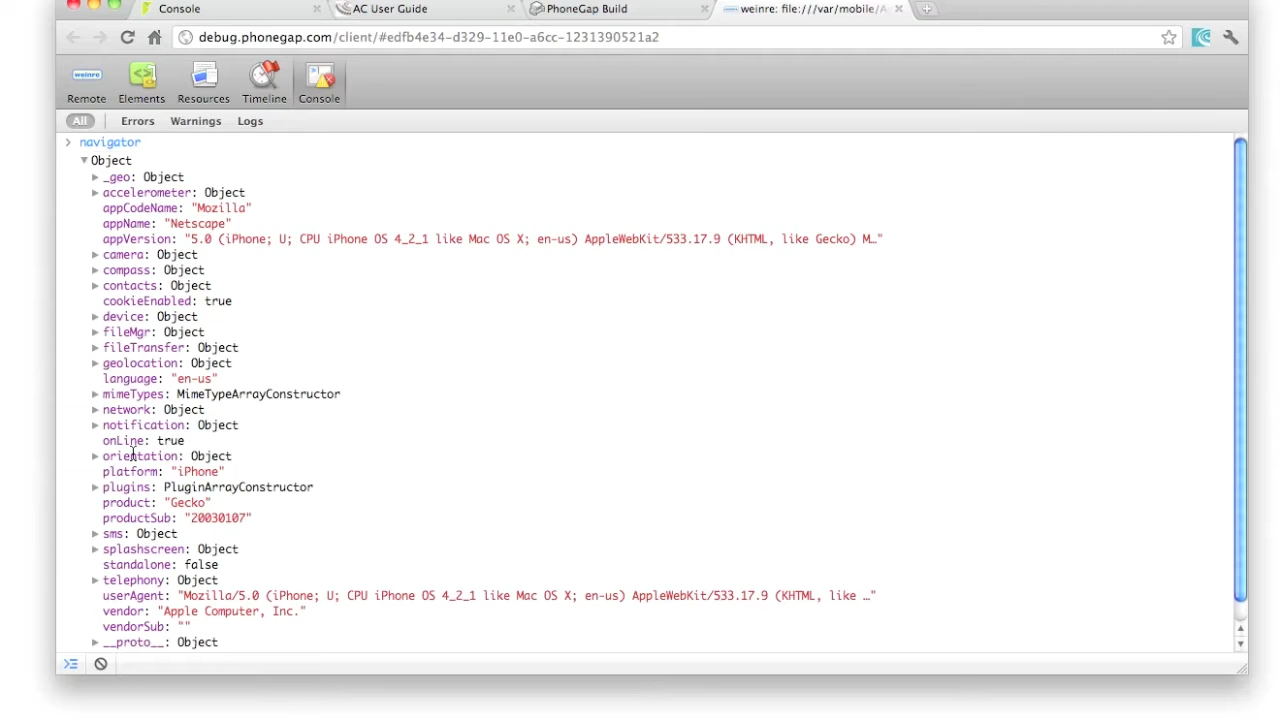 Console
AC User Guide
PhoneGap Build
weinre: file:///var/mobile/A
debug.phonegap.com/client/#edfb4e34-d329-11e0-a6cc-1231390521a2
weinre
Remote
Elements
Resources
Timeline
Console
All
Errors
Warnings
Logs
> navigator
Object
_geo: Object
accelerometer: Object
appCodeName: "Mozilla"
appName: "Netscape"
appVersion: "5.0 (iPhone; U; CPU iPhone OS 4_2_1 like Mac OS X; en-us) AppleWebKit/533.17.9 (KHTML, like Gecko) M…"
camera: Object
compass: Object
contacts: Object
cookieEnabled: true
device: Object
fileMgr: Object
fileTransfer: Object
geolocation: Object
language: "en-us"
mimeTypes: MimeTypeArrayConstructor
network: Object
notification: Object
onLine: true
orientation: Object
platform: "iPhone"
plugins: PluginArrayConstructor
product: "Gecko"
productSub: "20030107"
sms: Object
splashscreen: Object
standalone: false
telephony: Object
userAgent: "Mozilla/5.0 (iPhone; U; CPU iPhone OS 4_2_1 like Mac OS X; en-us) AppleWebKit/533.17.9 (KHTML, like …"
vendor: "Apple Computer, Inc."
vendorSub: ""
__proto__: Object